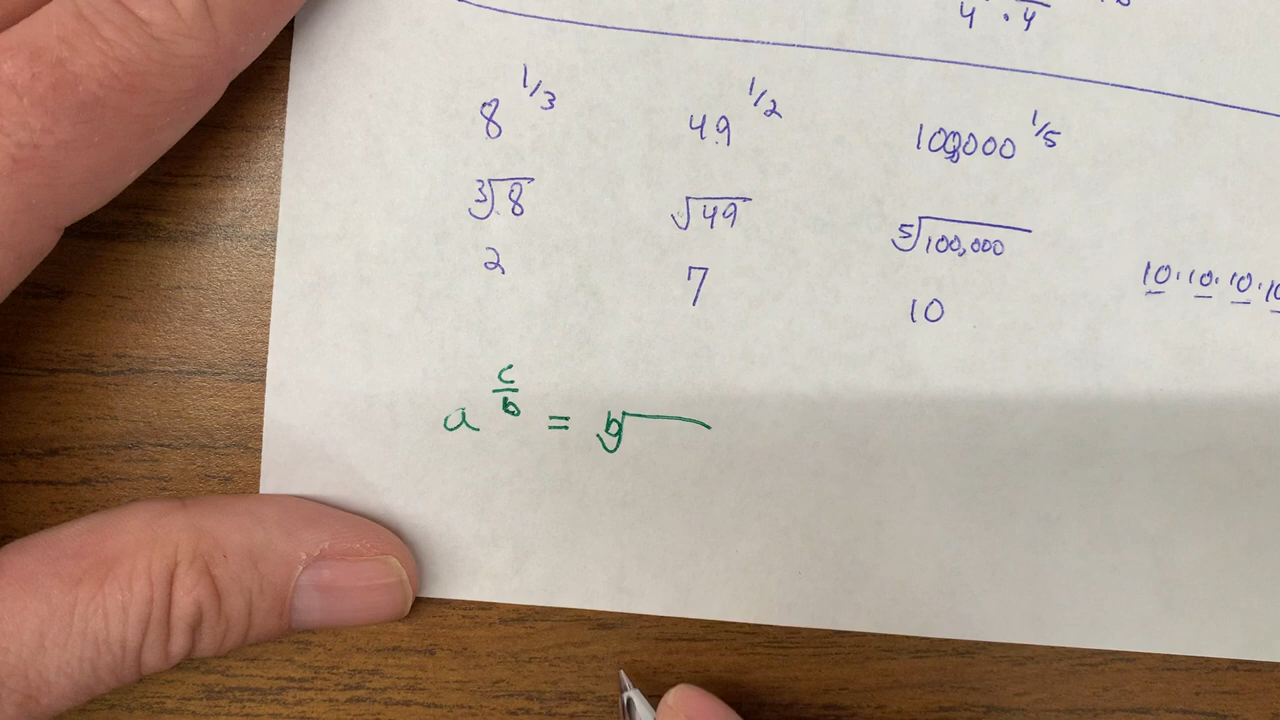 4 · 4
8^1/3 49^1/2 100,000^1/5
∛8 √49 ⁵√100,000
2 7 10 10·10·10·10
a^c/b = ᵇ√